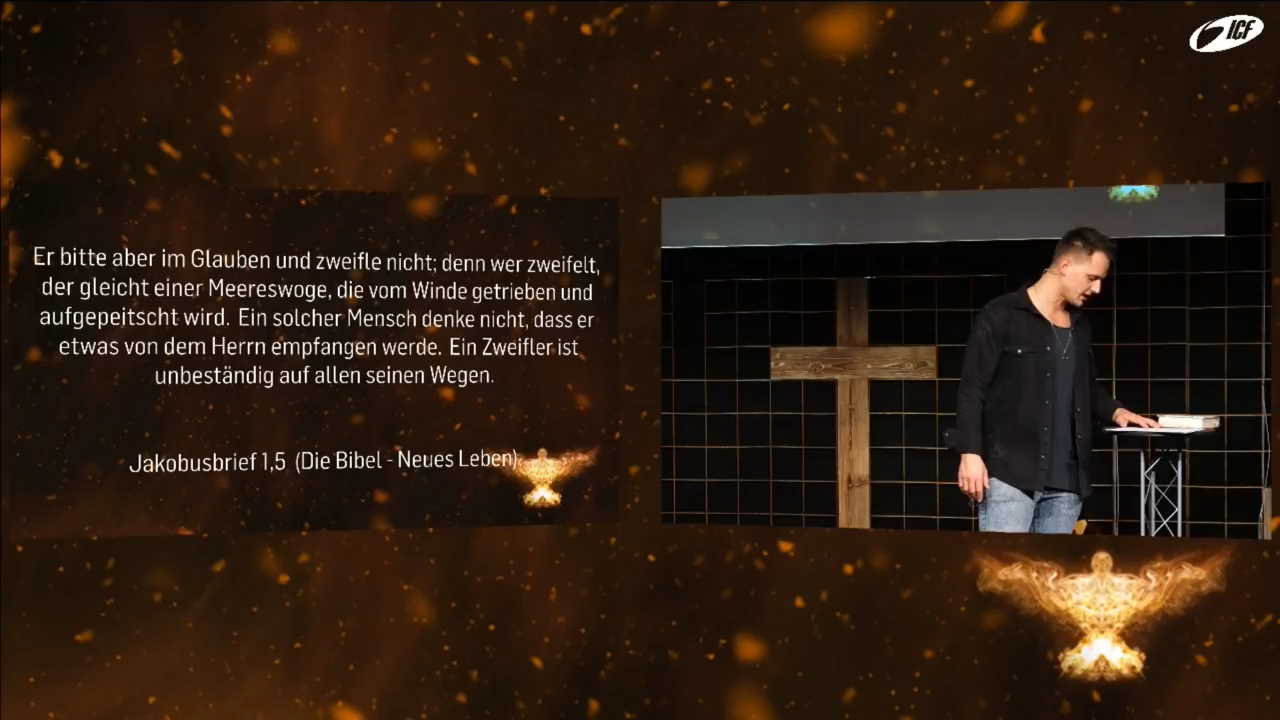 ICF
Er bitte aber im Glauben und zweifle nicht; denn wer zweifelt,
der gleicht einer Meereswoge, die vom Winde getrieben und
aufgepeitscht wird. Ein solcher Mensch denke nicht, dass er
etwas von dem Herrn empfangen werde. Ein Zweifler ist
unbeständig auf allen seinen Wegen.
Jakobusbrief 1,5 (Die Bibel - Neues Leben)